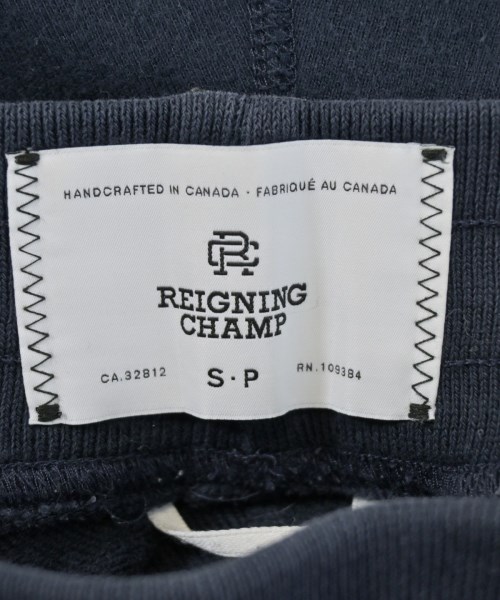 HANDCRAFTED IN CANADA · FABRIQUÉ AU CANADA
RC
REIGNING
CHAMP
CA.32812 S·P RN.109384